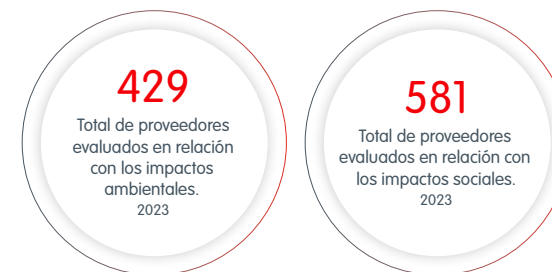 429
Total de proveedores
evaluados en relación
con los impactos
ambientales.
2023
581
Total de proveedores
evaluados en relación con
los impactos sociales.
2023